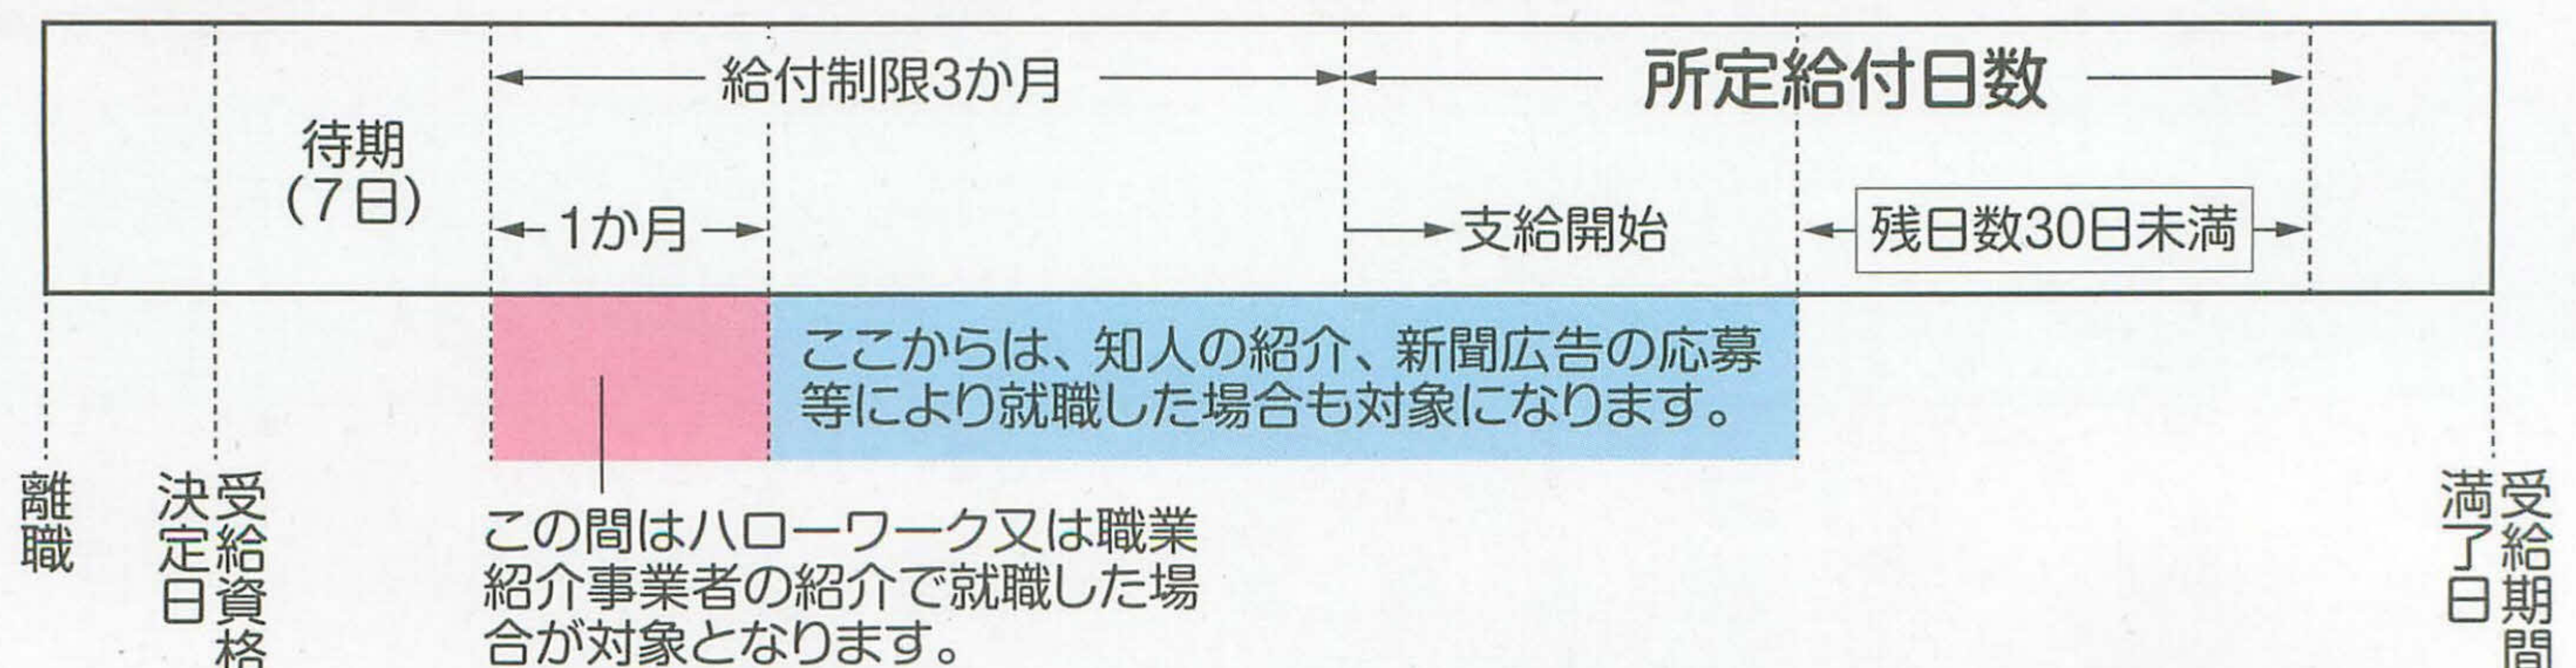 給付制限3か月
所定給付日数
待期
（7日）
1か月
支給開始
残日数30日未満
ここからは、知人の紹介、新聞広告の応募
等により就職した場合も対象になります。
離職
受給資格
決定日
この間はハローワーク又は職業
紹介事業者の紹介で就職した場
合が対象となります。
受給期間
満了日